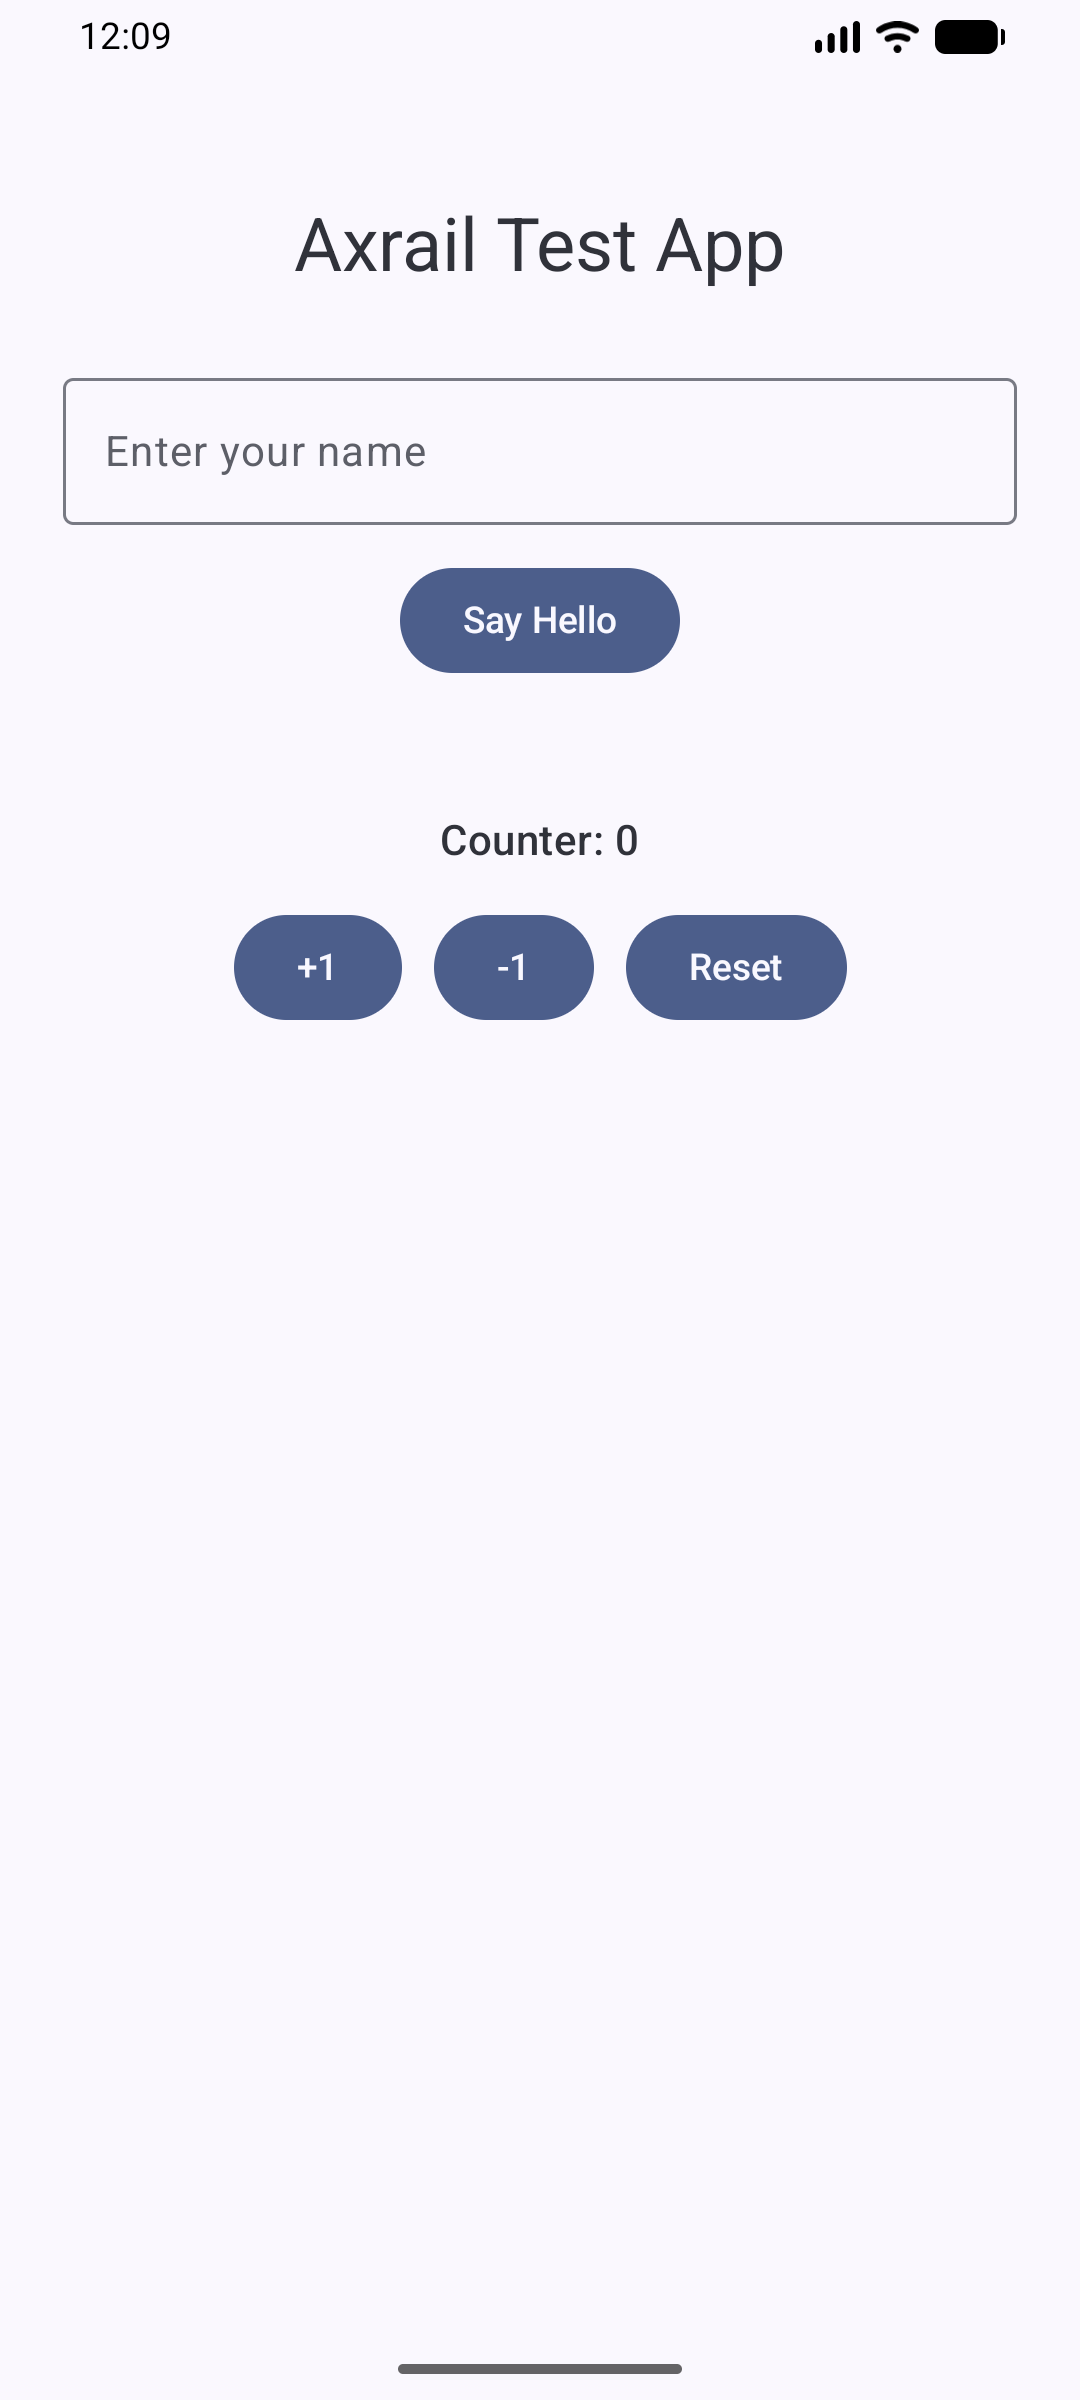 12:09
Axrail Test App
Enter your name
Say Hello
Counter: 0
+1 -1 Reset